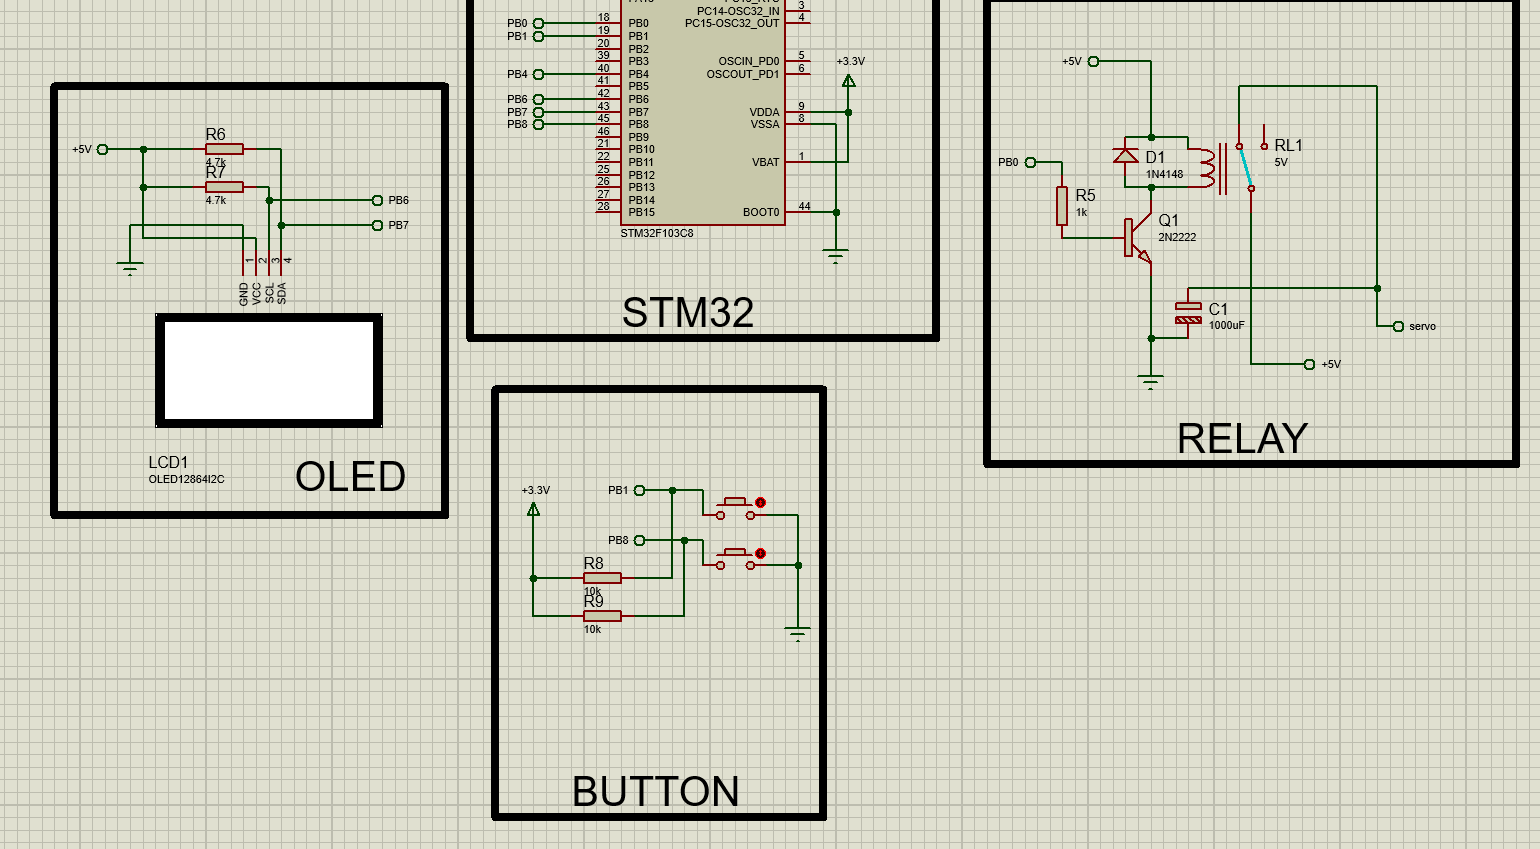 PC14-OSC32_IN 3
PC15-OSC32_OUT 4
PB0 18 PB0
PB1 19 PB1
20 PB2
39 PB3
OSCIN_PD0 5
PB4 40 PB4
OSCOUT_PD1 6
41 PB5
PB6 42 PB6
PB7 43 PB7
VDDA 9
PB8 45 PB8
VSSA 8
46 PB9
21 PB10
22 PB11
VBAT 1
25 PB12
26 PB13
27 PB14
28 PB15
BOOT0 44
+3.3V
STM32F103C8
STM32
+5V
R6
4.7k
R7
4.7k
PB6
PB7
1 2 3 4
GND
VCC
SCL
SDA
LCD1
OLED12864I2C
OLED
+3.3V
PB1
PB8
R8
10k
R9
10k
BUTTON
+5V
PB0
R5
1k
D1
1N4148
RL1
5V
Q1
2N2222
C1
1000uF
servo
+5V
RELAY